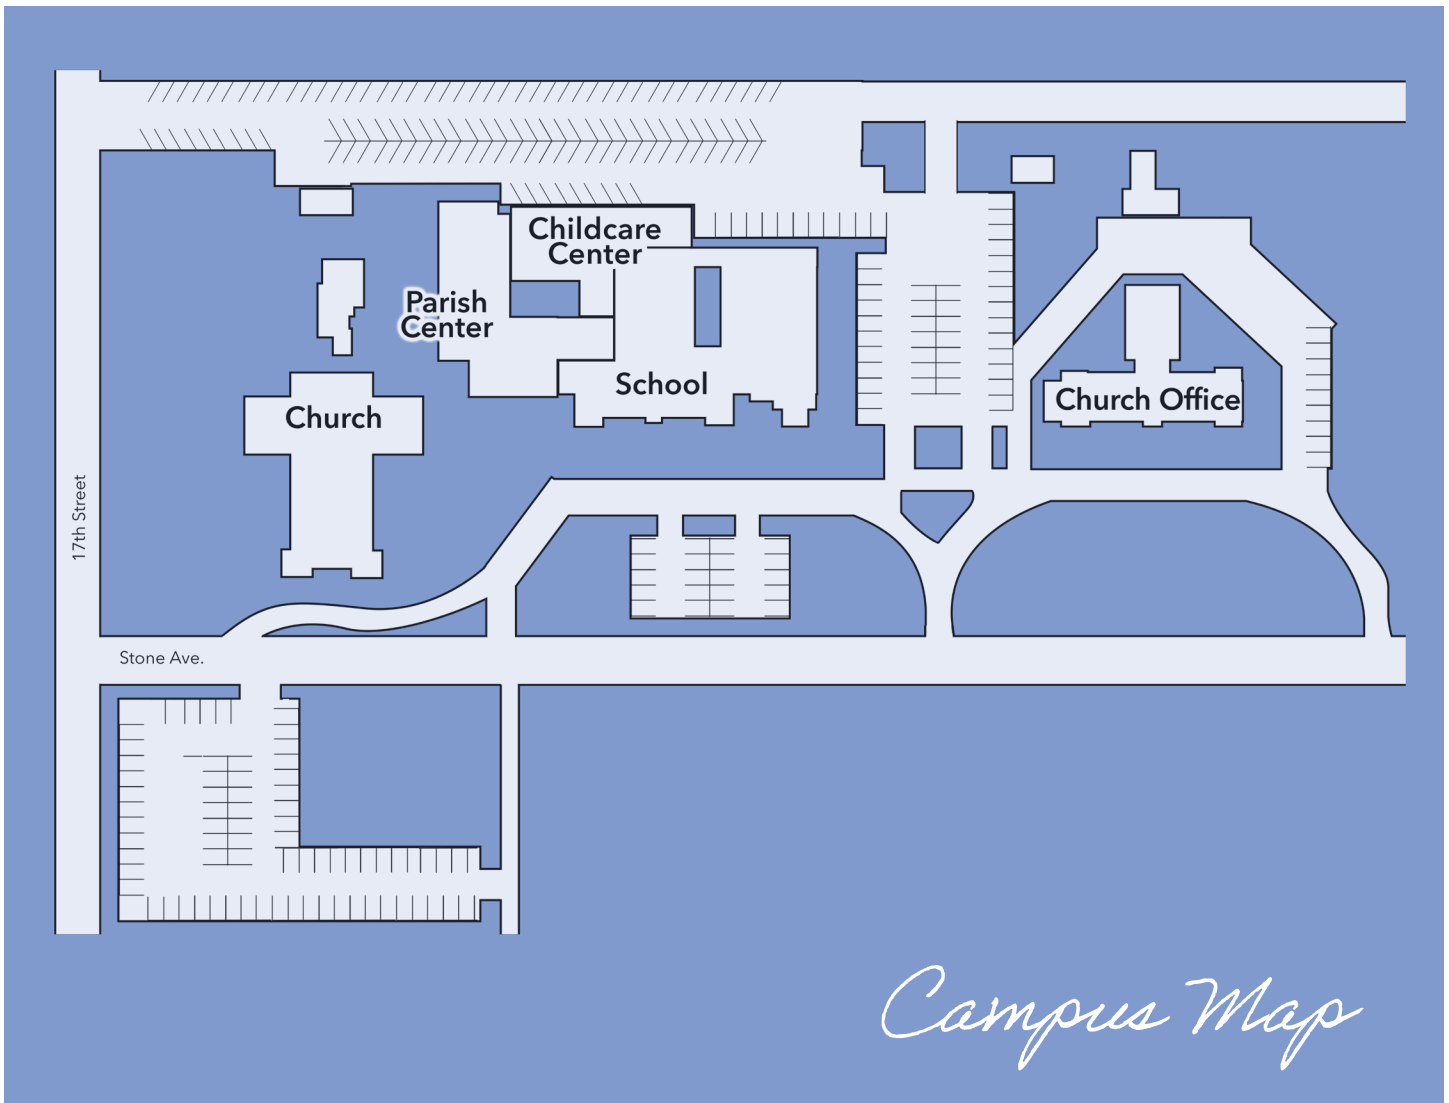 Childcare
Center
Parish
Center
School
Church
Church Office
17th Street
Stone Ave.
Campus Map